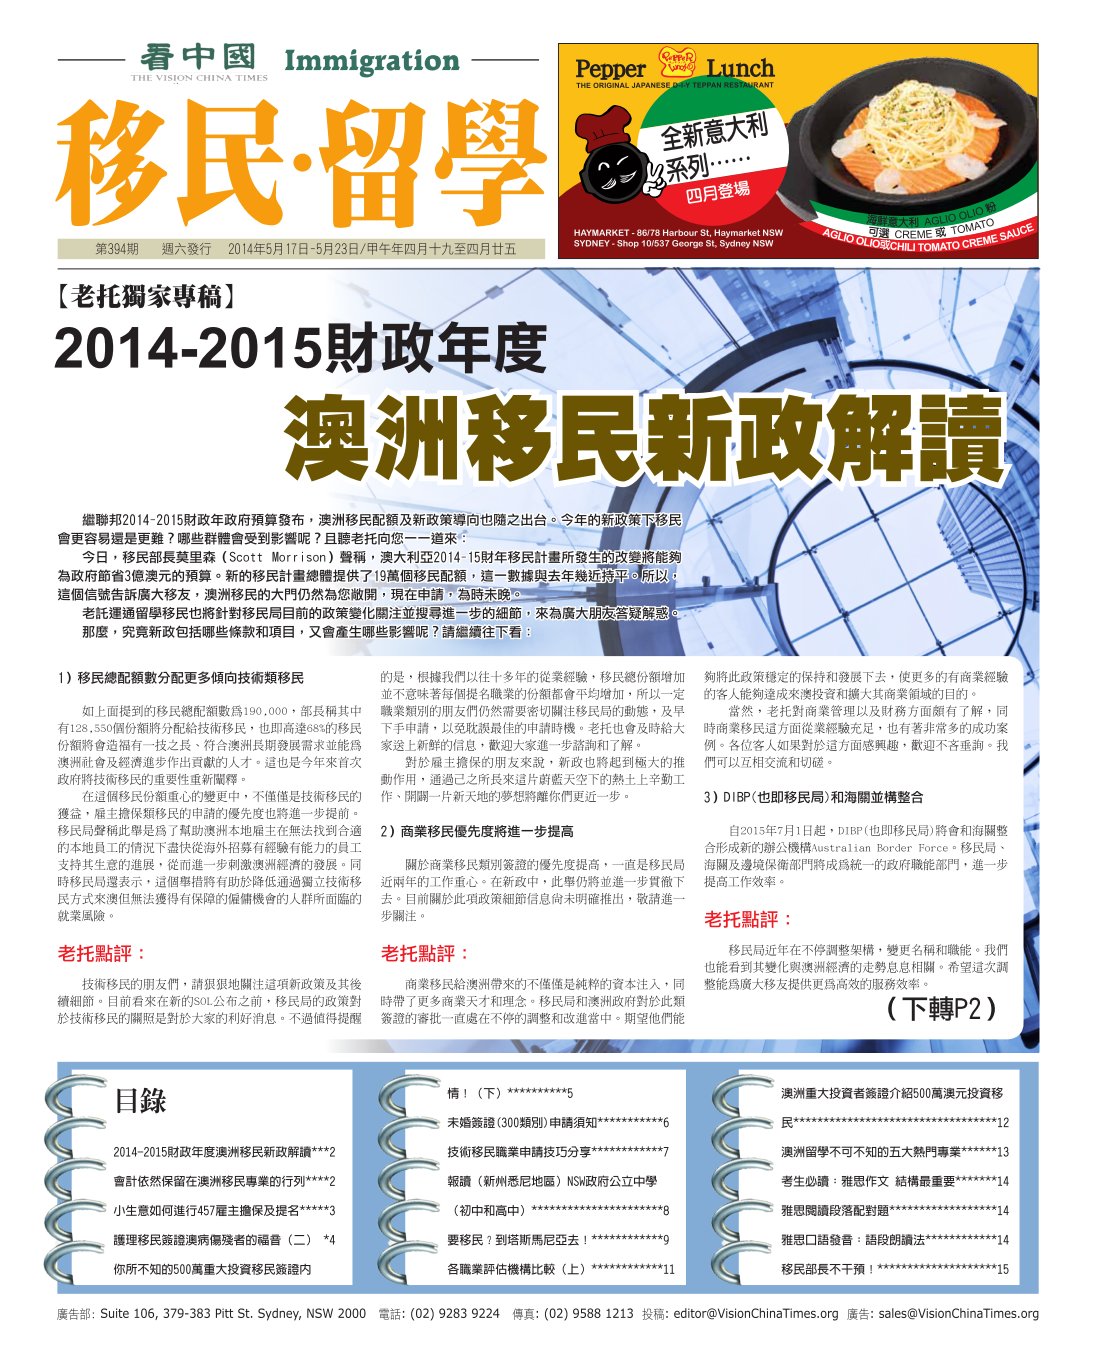 看中國
THE VISION CHINA TIMES
Immigration
移民·留學
第394期 週六發行 2014年5月17日-5月23日/甲午年四月十九至四月廿五
Pepper Lunch
PEPPER LUNCH
THE ORIGINAL JAPANESE D-I-Y TEPPAN RESTAURANT
全新意大利
系列……
四月登場
HAYMARKET - 86/78 Harbour St, Haymarket NSW
SYDNEY - Shop 10/537 George St, Sydney NSW
海鮮意大利 AGLIO OLIO 粉
可選 CREME 或 TOMATO
AGLIO OLIO或CHILI TOMATO CREME SAUCE
【老托獨家專稿】
2014-2015財政年度
澳洲移民新政解讀
繼聯邦2014-2015財政年政府預算發布，澳洲移民配額及新政策導向也隨之出台。今年的新政策下移民
會更容易還是更難？哪些群體會受到影響呢？且聽老托向您一一道來：
今日，移民部長莫里森（Scott Morrison）聲稱，澳大利亞2014-15財年移民計畫所發生的改變將能夠
為政府節省3億澳元的預算。新的移民計劃總體提供了19萬個移民配額，這一數據與去年幾近持平。所以，
這個信號告訴廣大移友，澳洲移民的大門仍然為您敞開，現在申請，為時未晚。
老託運通留學移民也將針對移民局目前的政策變化關注並搜尋進一步的細節，來為廣大朋友答疑解惑。
那麼，究竟新政包括哪些條款和項目，又會產生哪些影響呢？請繼續往下看：
1）移民總配額數分配更多傾向技術類移民
如上面提到的移民總配額數爲190,000，部長稱其中
有128,550個份額將分配給技術移民，也即高達68%的移民
份額將會造福有一技之長、符合澳洲長期發展需求並能爲
澳洲社會及經濟進步作出貢獻的人才。這也是今年來首次
政府將技術移民的重要性重新闡釋。
在這個移民份額重心的變更中，不僅僅是技術移民的
獲益，雇主擔保類移民的申請的優先度也將進一步提前。
移民局聲稱此舉是爲了幫助澳洲本地雇主在無法找到合適
的本地員工的情況下盡快從海外招募有經驗有能力的員工
支持其生意的進展，從而進一步刺激澳洲經濟的發展。同
時移民局還表示，這個舉措將有助於降低通過獨立技術移
民方式來澳但無法獲得有保障的僱傭機會的人群所面臨的
就業風險。
老托點評：
技術移民的朋友們，請狠狠地關注這項新政策及其後
續細節。目前看來在新的SOL公布之前，移民局的政策對
於技術移民的關照是對於大家的利好消息。不過值得提醒
的是，根據我們以往十多年的從業經驗，移民總份額增加
並不意味著每個提名職業的份額都會平均增加，所以一定
職業類別的朋友們仍然需要密切關注移民局的動態，及早
下手申請，以免耽誤最佳的申請時機。老托也會及時給大
家送上新鮮的信息，歡迎大家進一步諮詢和了解。
對於雇主擔保的朋友來說，新政也將起到極大的推
動作用，通過己之所長來這片蔚藍天空下的熱土上辛勤工
作、開闢一片新天地的夢想將離你們更近一步。
2）商業移民優先度將進一步提高
關於商業移民類別簽證的優先度提高，一直是移民局
近兩年的工作重心。在新政中，此舉仍將並進一步貫徹下
去。目前關於此項政策細節信息尙未明確推出，敬請進一
步關注。
老托點評：
商業移民給澳洲帶來的不僅僅是純粹的資本注入，同
時帶了更多商業天才和理念。移民局和澳洲政府對於此類
簽證的審批一直處在不停的調整和改進當中。期望他們能
夠將此政策穩定的保持和發展下去，使更多的有商業經驗
的客人能夠達成來澳投資和擴大其商業領域的目的。
當然，老托對商業管理以及財務方面頗有了解，同
時商業移民這方面從業經驗充足，也有著非常多的成功案
例。各位客人如果對於這方面感興趣，歡迎不吝垂詢。我
們可以互相交流和切磋。
3）DIBP(也即移民局)和海關並構整合
自2015年7月1日起，DIBP(也即移民局)將會和海關整
合形成新的辦公機構Australian Border Force。移民局、
海關及邊境保衛部門將成爲統一的政府職能部門，進一步
提高工作效率。
老托點評：
移民局近年在不停調整架構，變更名稱和職能。我們
也能看到其變化與澳洲經濟的走勢息息相關。希望這次調
整能爲廣大移友提供更爲高效的服務效率。
（下轉P2）
目錄
2014-2015財政年度澳洲移民新政解讀***2
會計依然保留在澳洲移民專業的行列****2
小生意如何進行457雇主擔保及提名*****3
護理移民簽證澳病傷殘者的福音（二） *4
你所不知的500萬重大投資移民簽證内
情！（下）**********5
未婚簽證(300類別)申請須知***********6
技術移民職業申請技巧分享************7
報讀（新州悉尼地區）NSW政府公立中學
（初中和高中）**********************8
要移民？到塔斯馬尼亞去！************9
各職業評估機構比較（上）***********11
澳洲重大投資者簽證介紹500萬澳元投資移
民**********************************12
澳洲留學不可不知的五大熱門專業******13
考生必讀：雅思作文 結構最重要*******14
雅思閱讀段落配對題******************14
雅思口語發音：語段朗讀法************14
移民部長不干預！********************15
廣告部: Suite 106, 379-383 Pitt St. Sydney, NSW 2000 電話: (02) 9283 9224 傳真: (02) 9588 1213 投稿: editor@VisionChinaTimes.org 廣告: sales@VisionChinaTimes.org